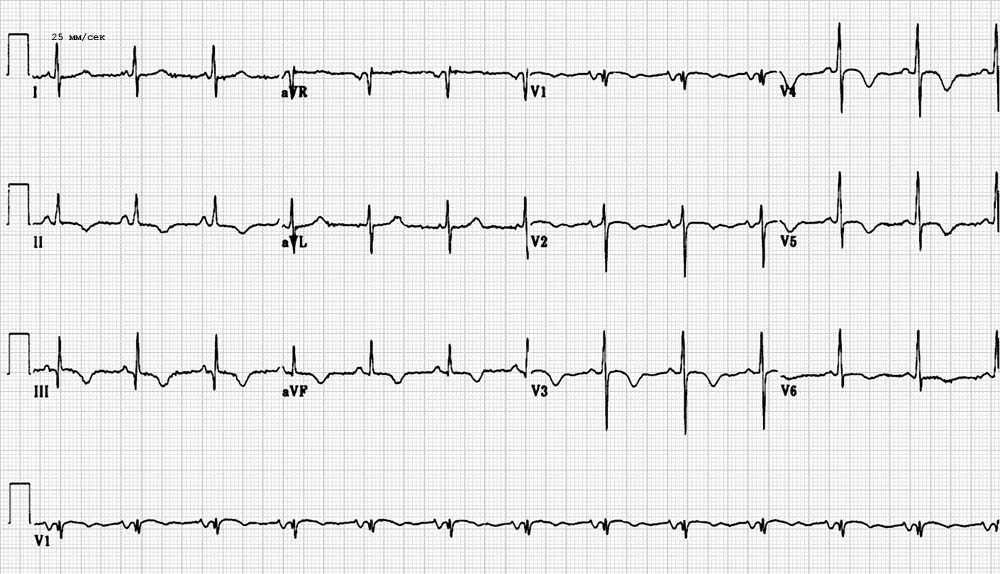 25 мм/сек
I aVR V1 V4
II aVL V2 V5
III aVF V3 V6
V1